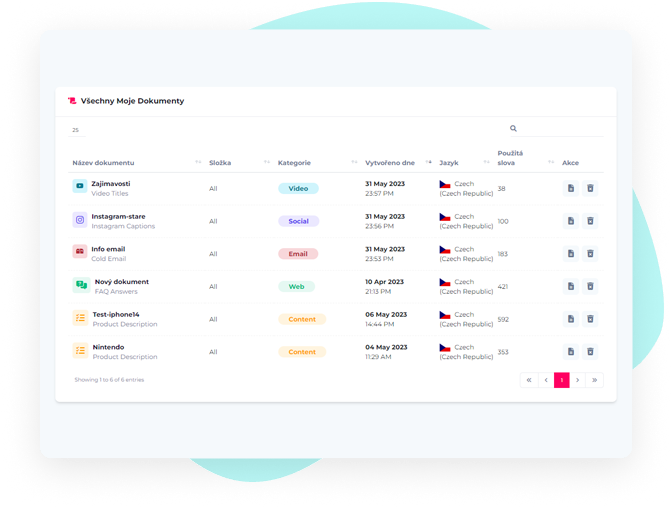 Všechny Moje Dokumenty
25
Název dokumentu Složka Kategorie Vytvořeno dne Jazyk Použitá slova Akce
Zajimavosti All Video 31 May 2023 Czech 38
Video Titles 23:57 PM (Czech Republic)
Instagram-stare All Social 31 May 2023 Czech 100
Instagram Captions 23:56 PM (Czech Republic)
Info email All Email 31 May 2023 Czech 183
Cold Email 23:53 PM (Czech Republic)
Nový dokument All Web 10 Apr 2023 Czech 421
FAQ Answers 21:13 PM (Czech Republic)
Test-iphone14 All Content 06 May 2023 Czech 592
Product Description 14:44 PM (Czech Republic)
Nintendo All Content 04 May 2023 Czech 353
Product Description 11:29 AM (Czech Republic)
Showing 1 to 6 of 6 entries « ‹ 1 › »